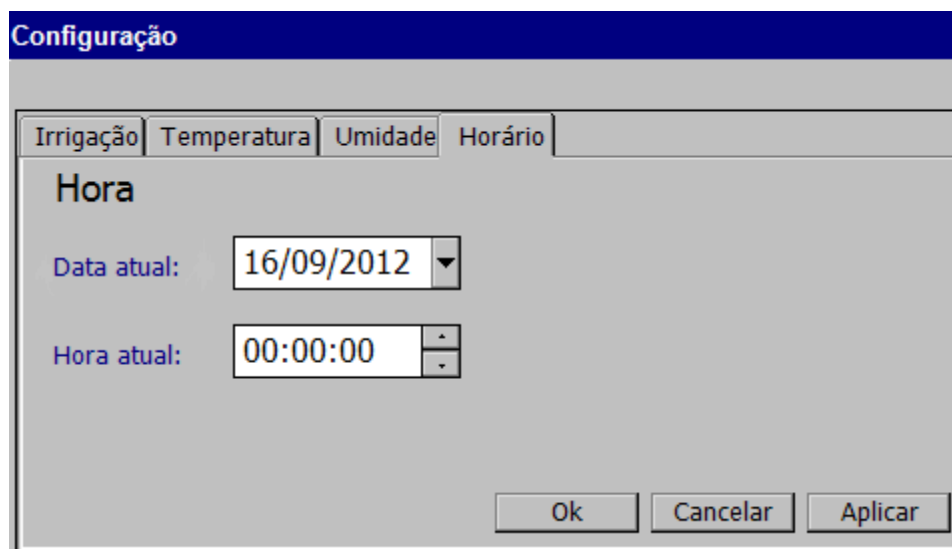 Configuração
Irrigação Temperatura Umidade Horário
Hora
Data atual: 16/09/2012
Hora atual: 00:00:00
Ok Cancelar Aplicar